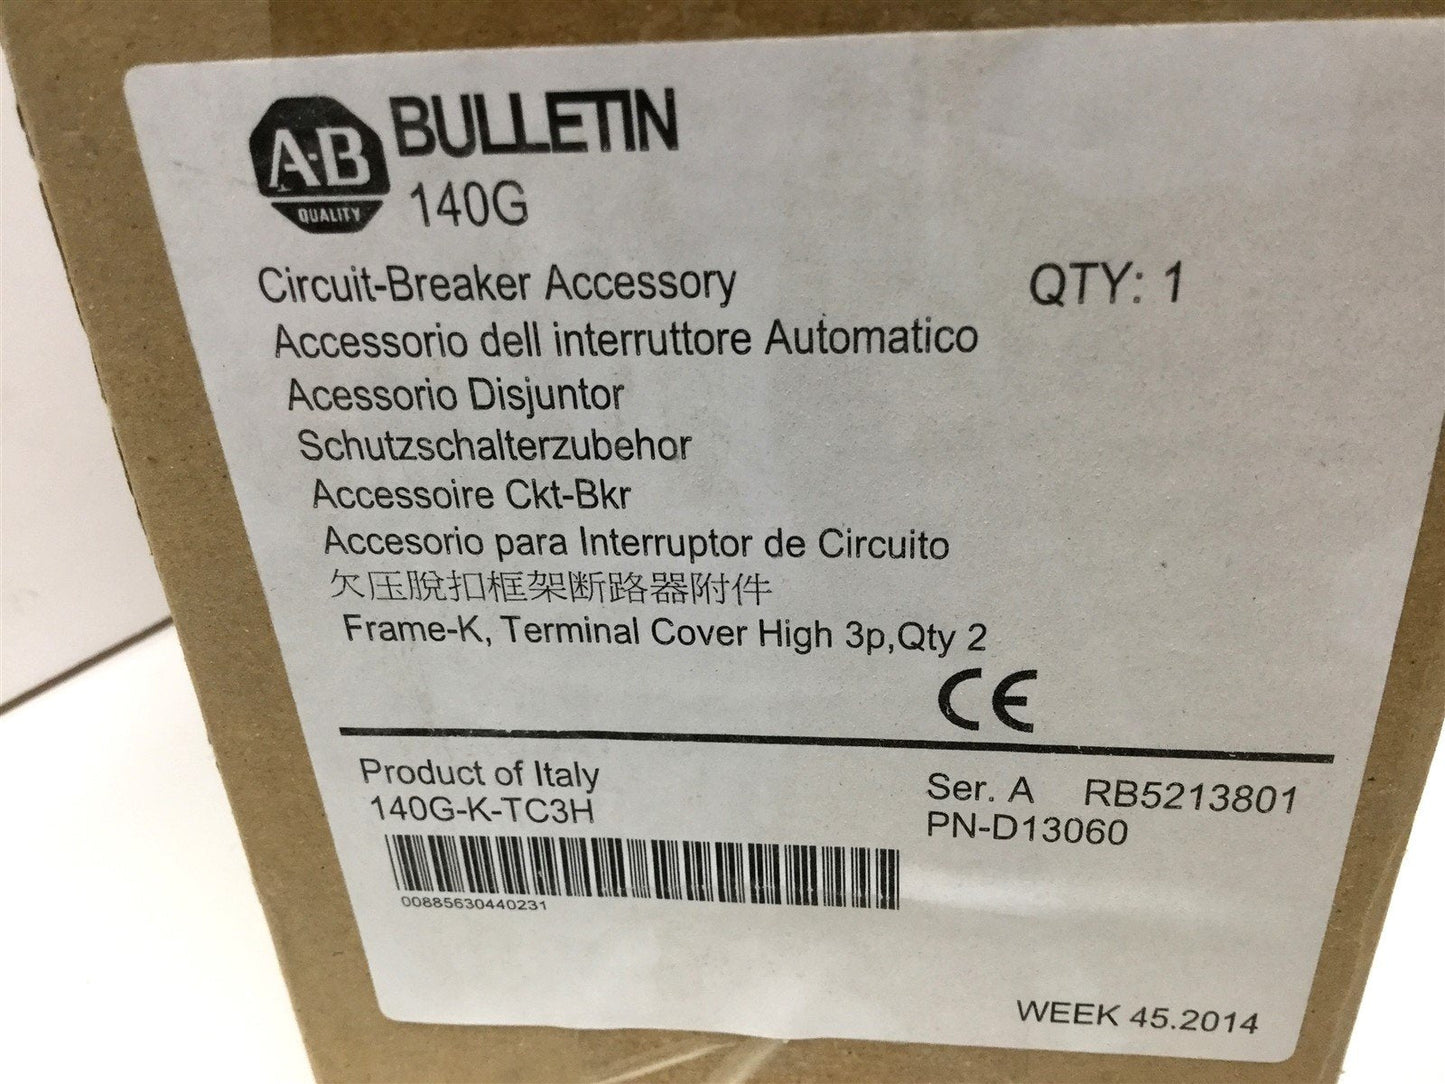 A-B
QUALITY
BULLETIN
140G
Circuit-Breaker Accessory
QTY: 1
Accessorio dell interruttore Automatico
Acessorio Disjuntor
Schutzschalterzubehor
Accessoire Ckt-Bkr
Accesorio para Interruptor de Circuito
欠压脫扣框架断路器附件
Frame-K, Terminal Cover High 3p,Qty 2
CE
Product of Italy
Ser. A RB5213801
140G-K-TC3H
PN-D13060
00885630440231
WEEK 45.2014